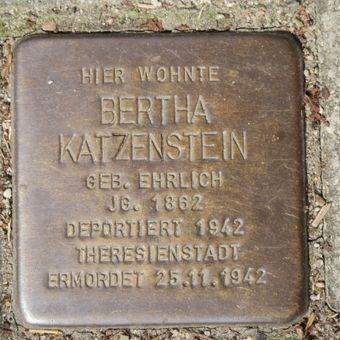 HIER WOHNTE
BERTHA
KATZENSTEIN
GEB. EHRLICH
JG. 1862
DEPORTIERT 1942
THERESIENSTADT
ERMORDET 25.11.1942